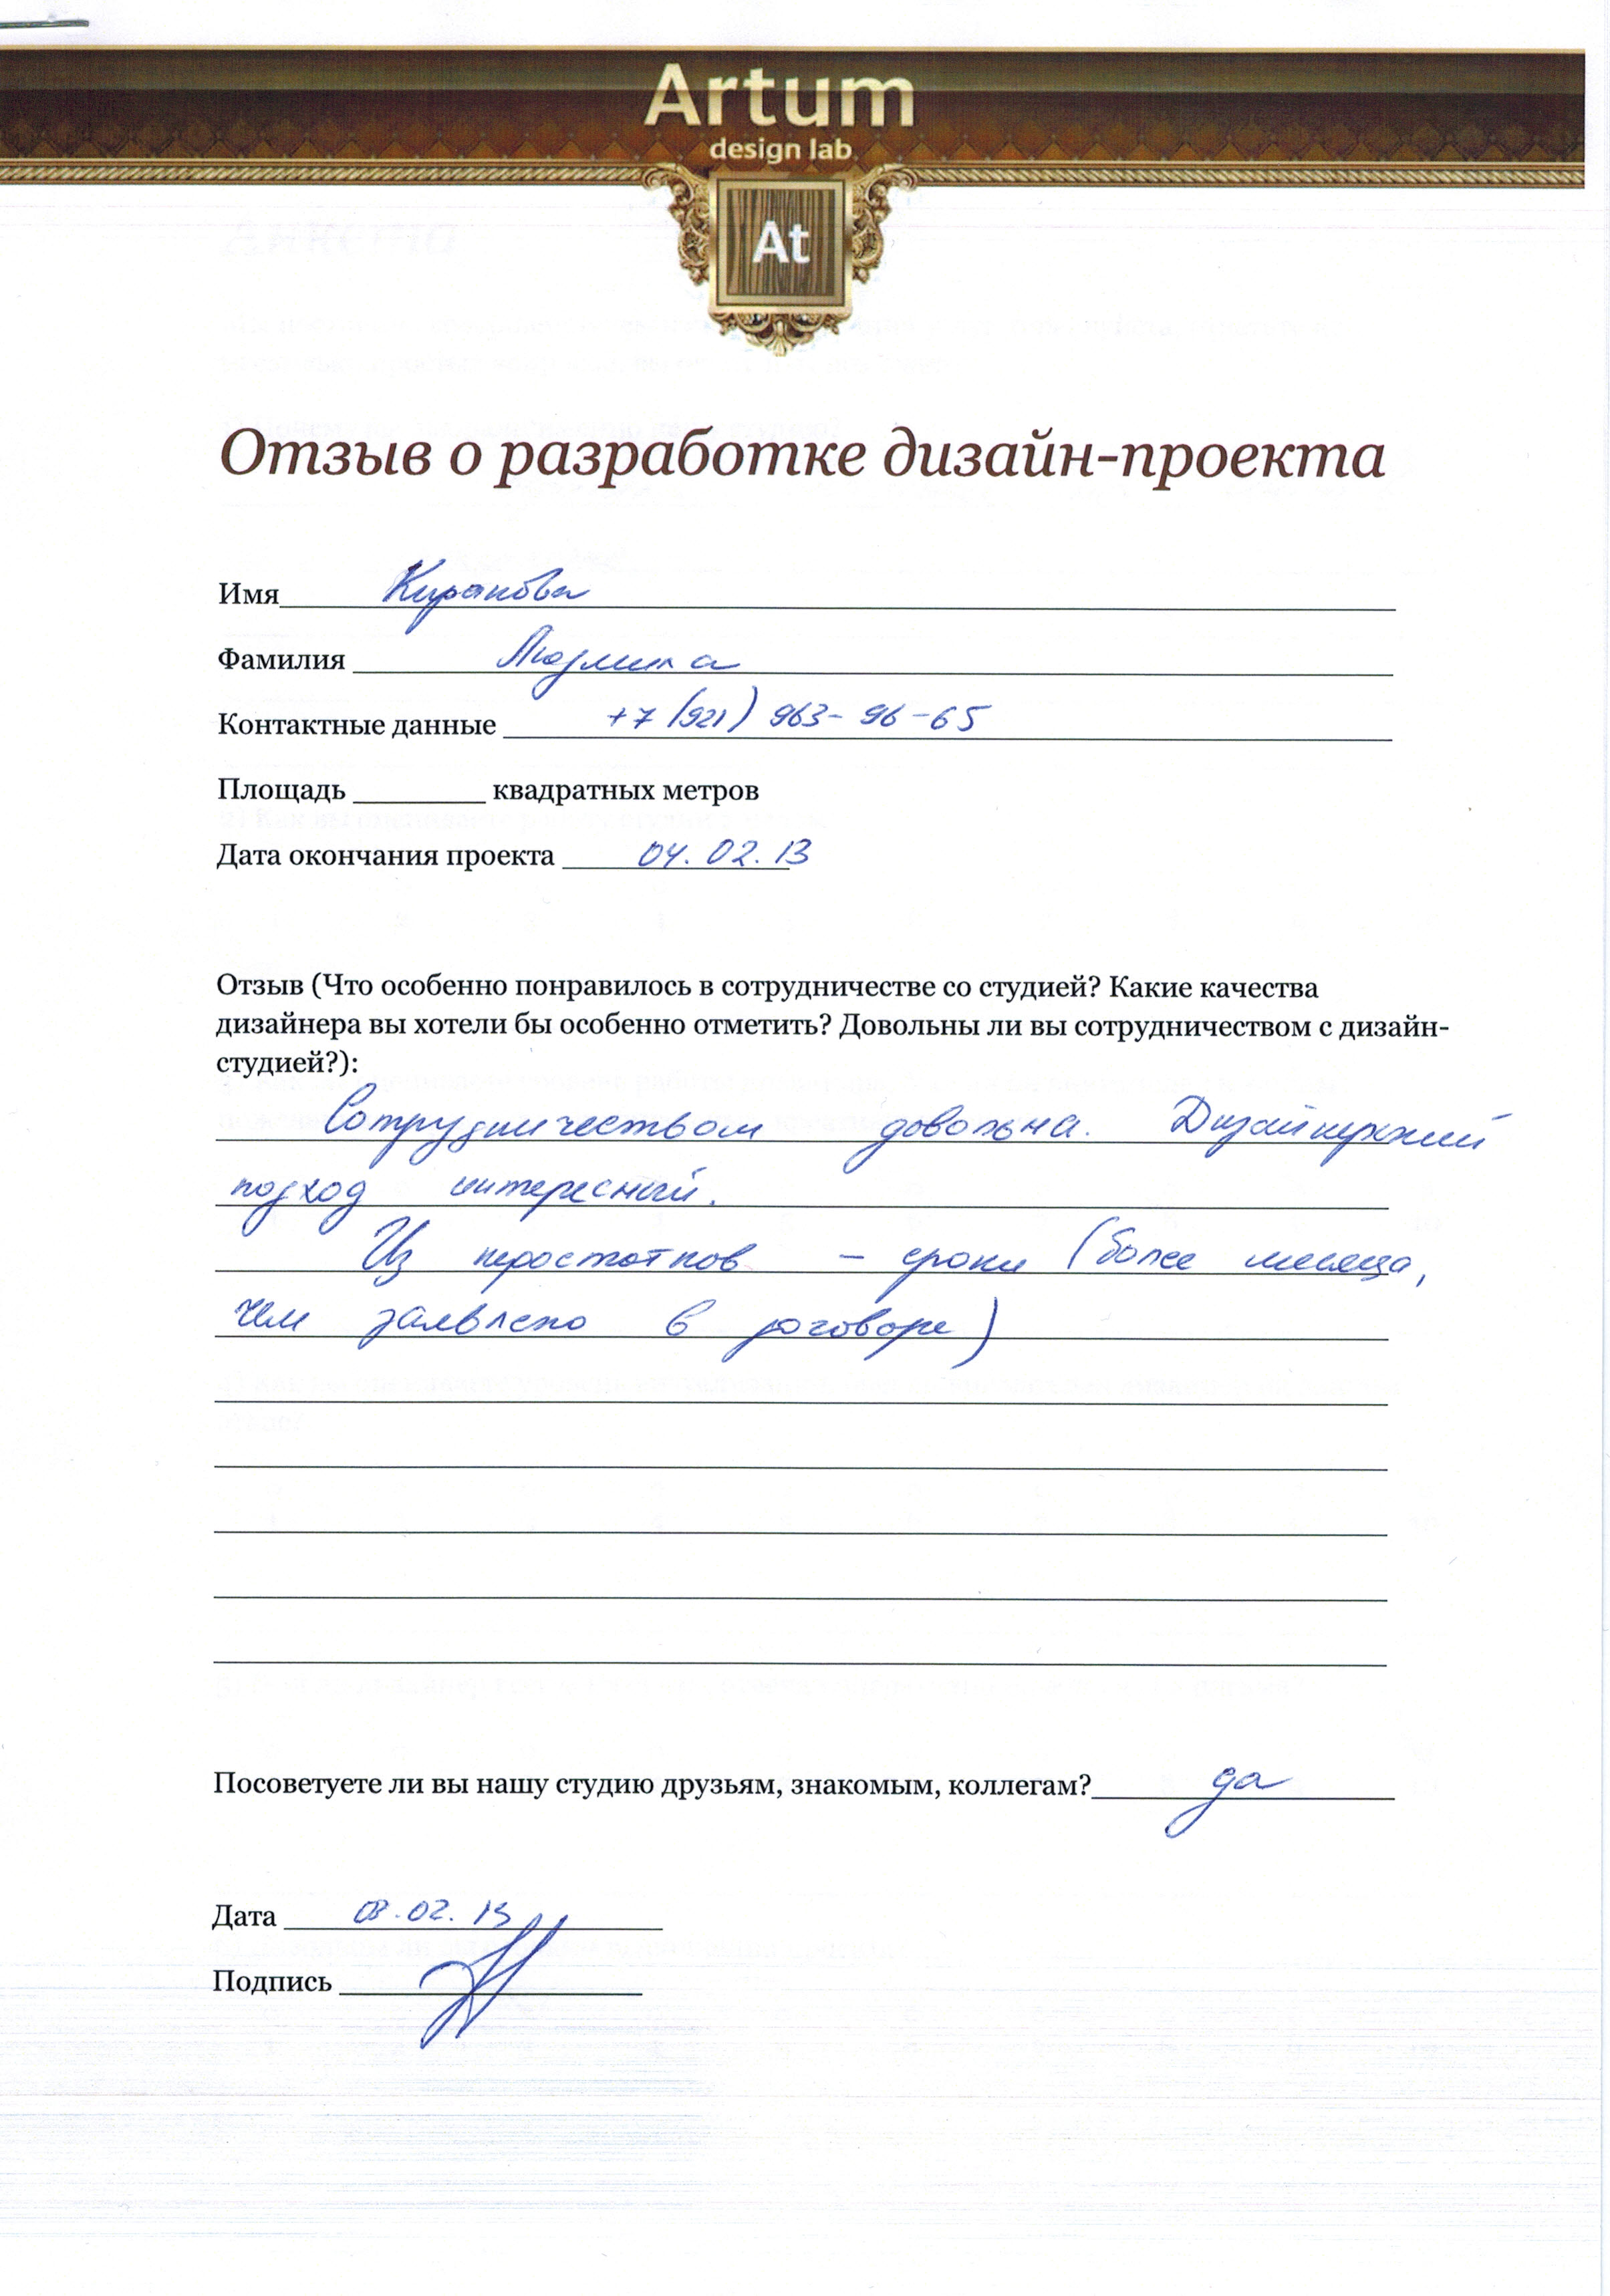 Artum
design lab
At
Отзыв о разработке дизайн-проекта
Имя
Фамилия Людмила
Контактные данные +7 (921) 963-96-65
Площадь ________ квадратных метров
Дата окончания проекта 04.02.13
Отзыв (Что особенно понравилось в сотрудничестве со студией? Какие качества
дизайнера вы хотели бы особенно отметить? Довольны ли вы сотрудничеством с дизайн-
студией?):
Сотрудничеством довольна. Дизайнерский
подход интересный.
Из недостатков – сроки (более месяца,
чем заявлено в договоре)
Посоветуете ли вы нашу студию друзьям, знакомым, коллегам? да
Дата 08.02.13
Подпись